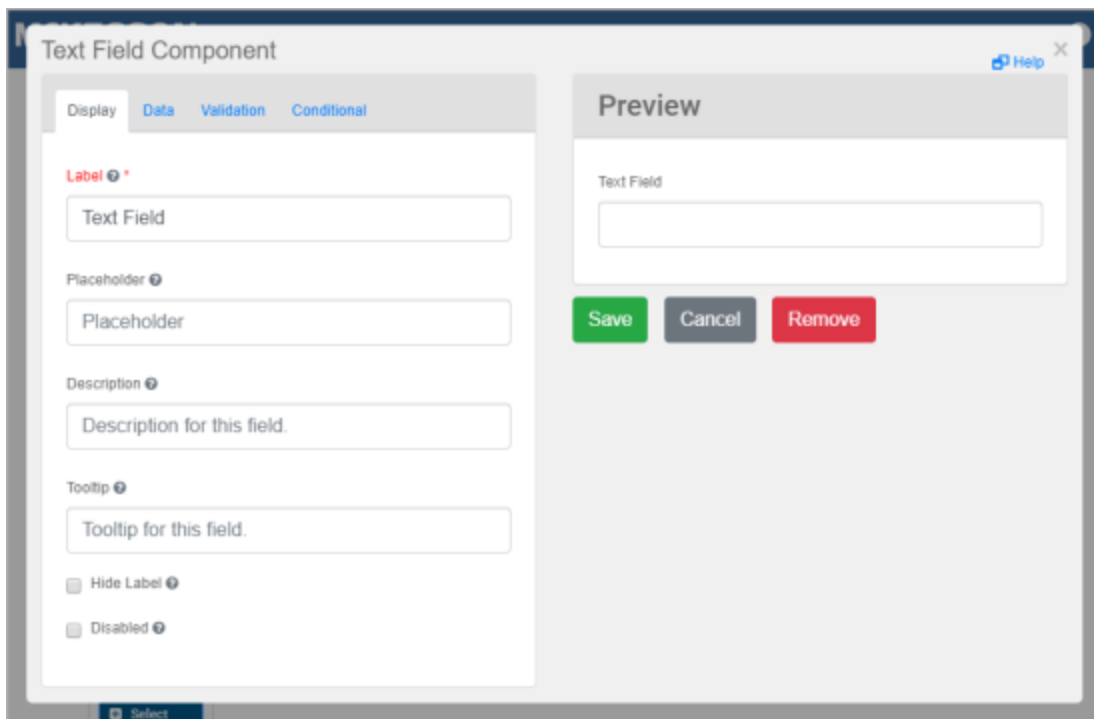 Text Field Component
Help ×
Display Data Validation Conditional
Label *
Text Field
Placeholder
Placeholder
Description
Description for this field.
Tooltip
Tooltip for this field.
Hide Label
Disabled
Preview
Text Field
Save Cancel Remove
Select